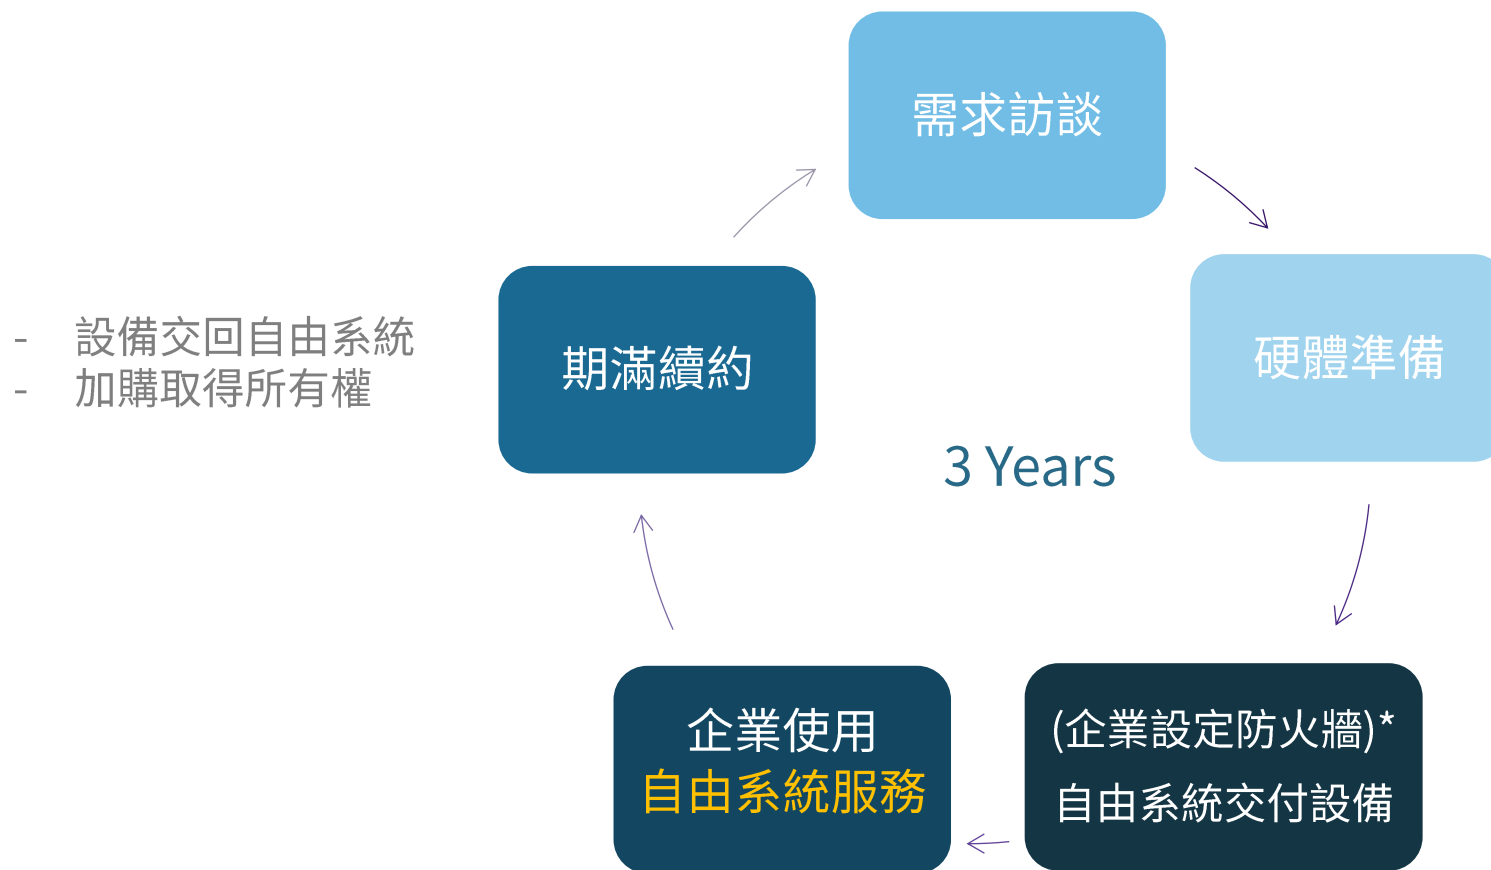 需求訪談
硬體準備
(企業設定防火牆)*
自由系統交付設備
企業使用
自由系統服務
期滿續約
- 設備交回自由系統
- 加購取得所有權
3 Years